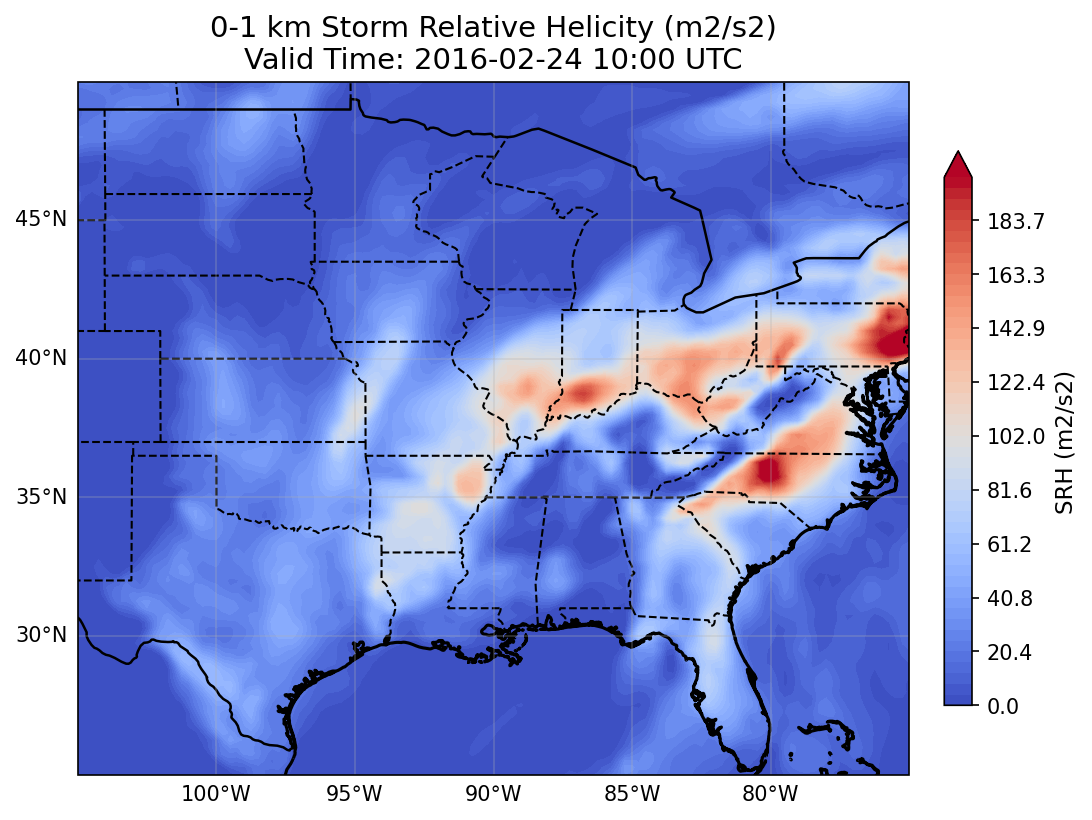 0-1 km Storm Relative Helicity (m2/s2)
Valid Time: 2016-02-24 10:00 UTC
45°N
40°N
35°N
30°N
100°W
95°W
90°W
85°W
80°W
183.7
163.3
142.9
122.4
102.0
81.6
61.2
40.8
20.4
0.0
SRH (m2/s2)